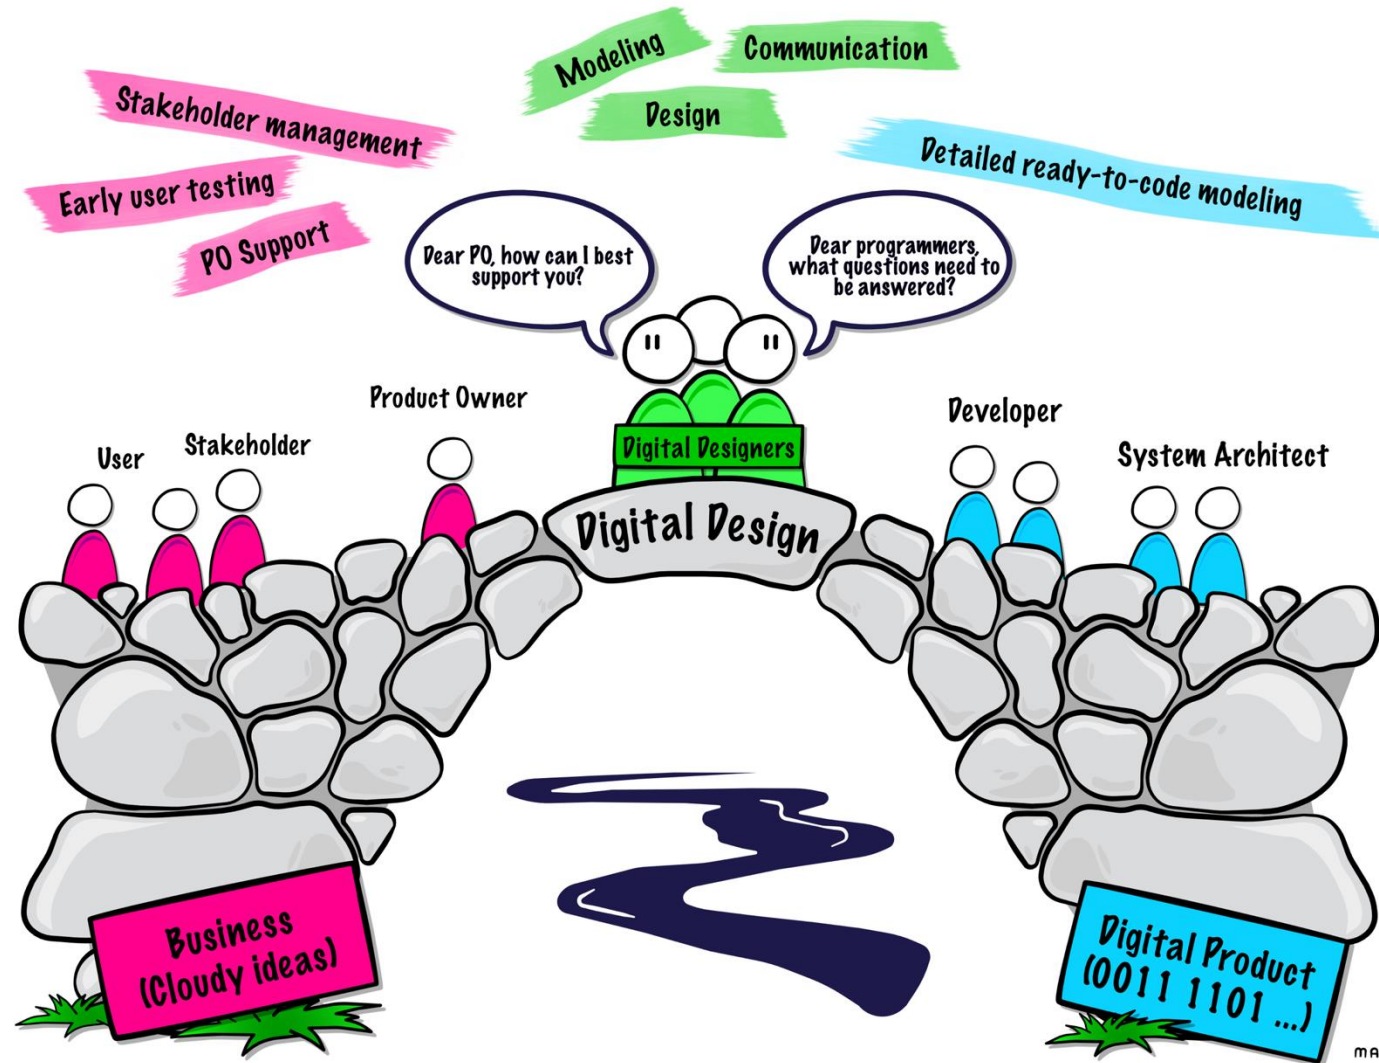 Modeling
Communication
Design
Stakeholder management
Early user testing
PO Support
Detailed ready-to-code modeling
Dear PO, how can I best
support you?
Dear programmers,
what questions need to
be answered?
Product Owner
User
Stakeholder
Digital Designers
Developer
System Architect
Digital Design
Business
(Cloudy ideas)
Digital Product
(0011 1101 ...)
MA